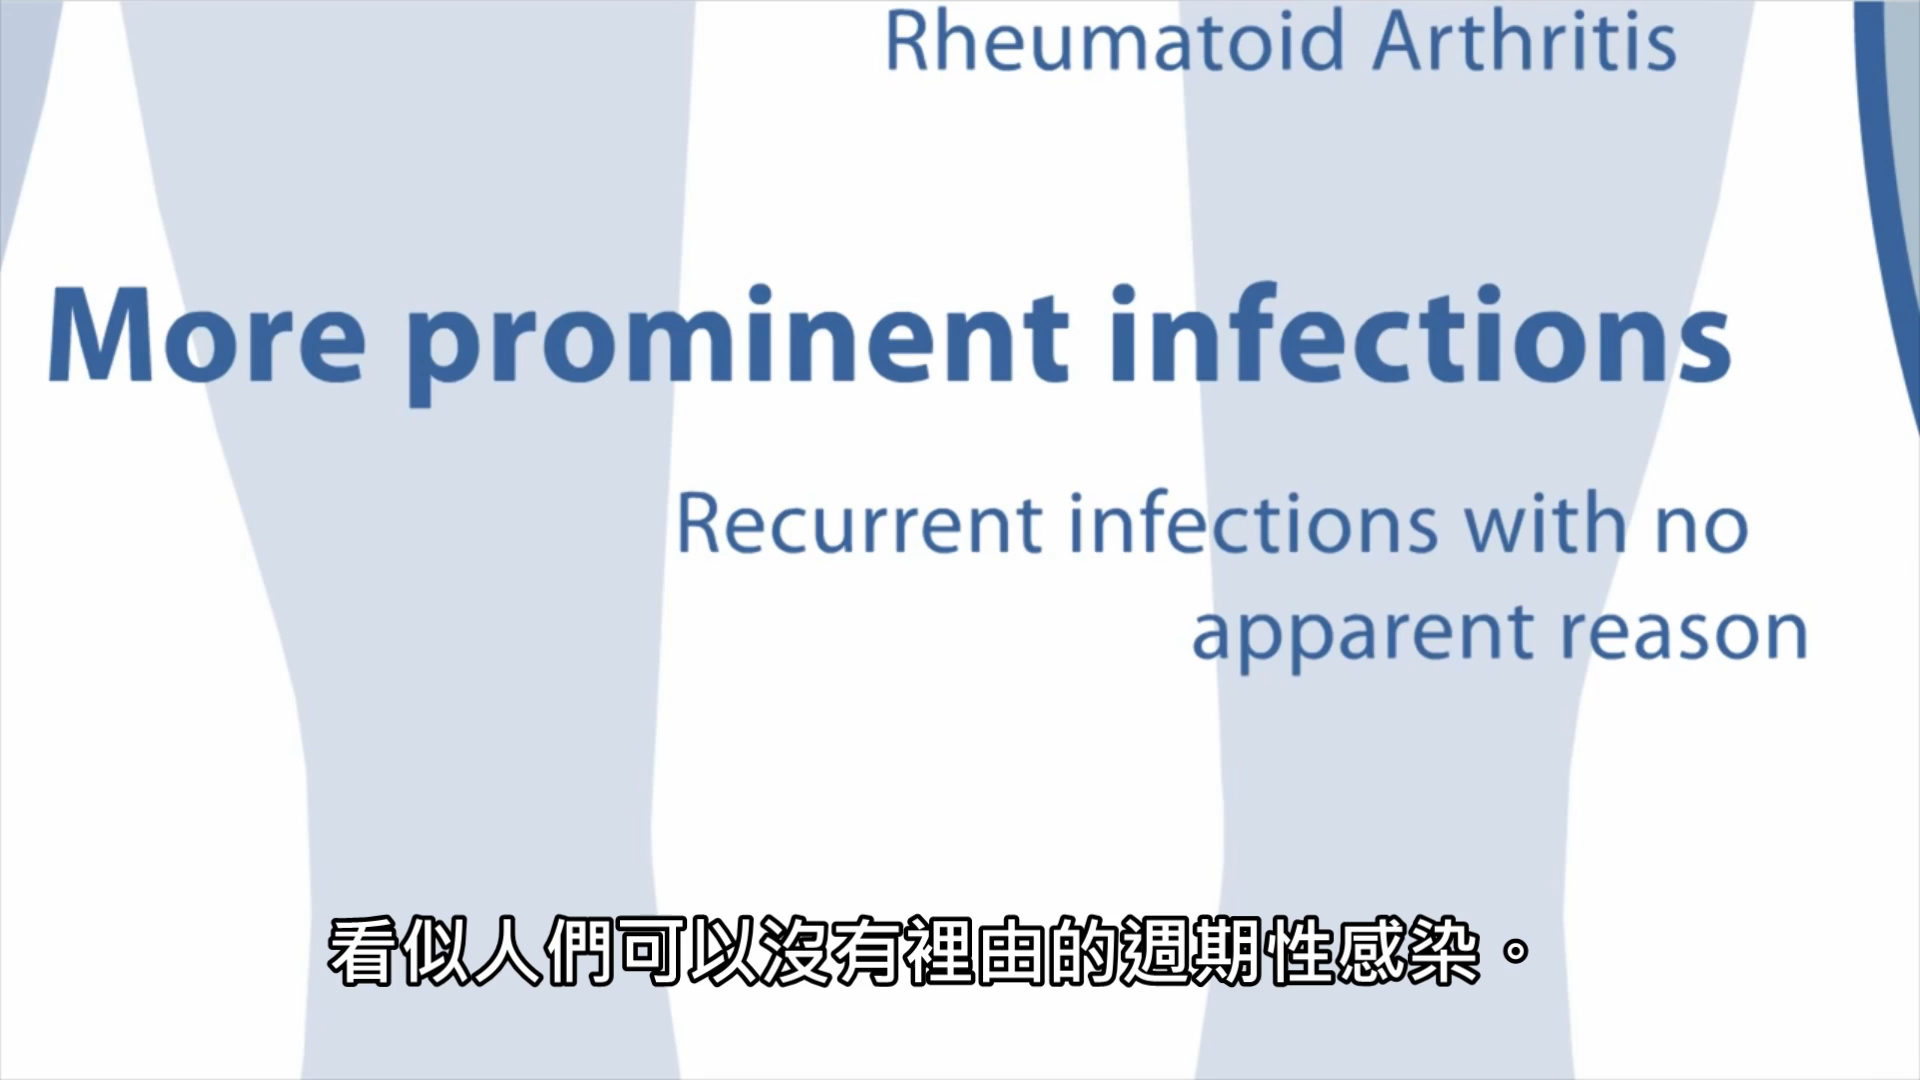 Rheumatoid Arthritis
More prominent infections
Recurrent infections with no
apparent reason
看似人們可以沒有裡由的週期性感染。